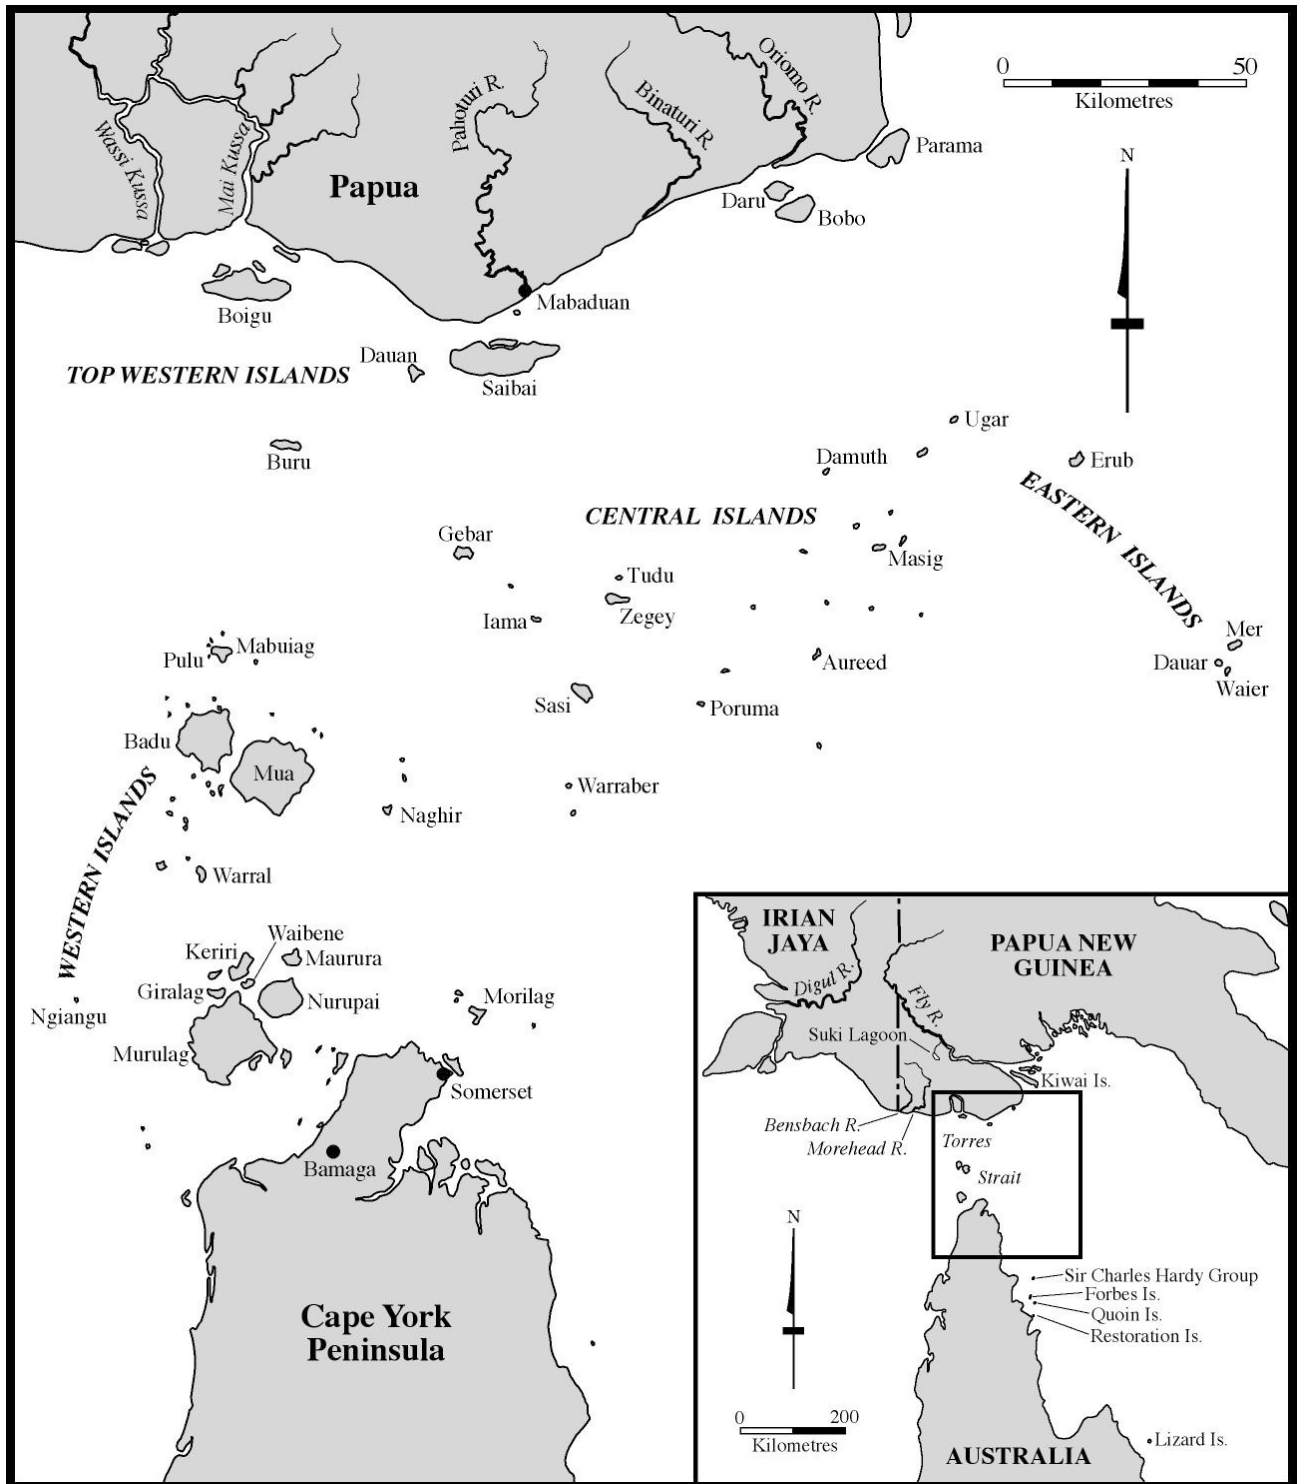 Oriomo R.
0 50
Kilometres
Pahoturi R.
Binaturi R.
Wassi Kussa
Mai Kussa
Parama
N
Papua
Daru
Bobo
Mabaduan
Boigu
Dauan
TOP WESTERN ISLANDS
Saibai
Ugar
Buru
Damuth
Erub
EASTERN ISLANDS
CENTRAL ISLANDS
Gebar
Masig
Tudu
Zegey
Iama
Mer
Mabuiag
Pulu
Aureed
Dauar
Waier
Sasi
Poruma
Badu
Mua
Warraber
Naghir
WESTERN ISLANDS
Warral
Waibene
Keriri
Maurura
Giralag
Nurupai
Morilag
Ngiangu
Murulag
Somerset
Bamaga
Cape York
Peninsula
IRIAN
JAYA
PAPUA NEW
GUINEA
Digul R.
Fly R.
Suki Lagoon
Kiwai Is.
Bensbach R.
Morehead R.
Torres
Strait
N
Sir Charles Hardy Group
Forbes Is.
Quoin Is.
Restoration Is.
0 200
Kilometres
Lizard Is.
AUSTRALIA